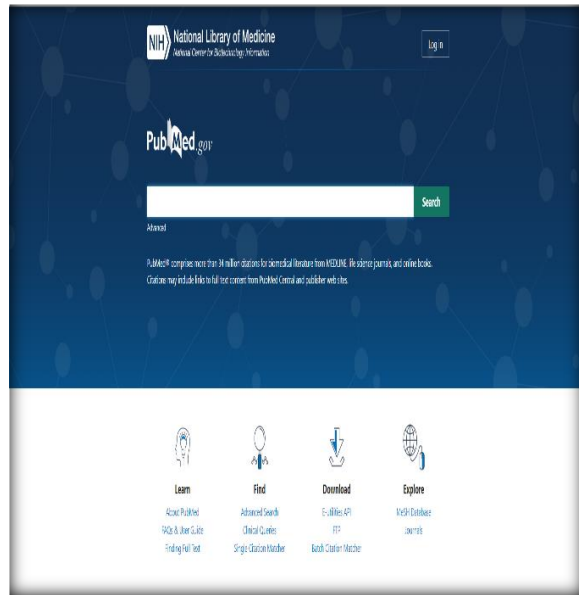 NIH National Library of Medicine
National Center for Biotechnology Information
Log in
PubMed.gov
Search
Advanced
PubMed® comprises more than 34 million citations for biomedical literature from MEDLINE, life science journals, and online books.
Citations may include links to full text content from PubMed Central and publisher web sites.
Learn
About PubMed
FAQs & User Guide
Finding Full Text
Find
Advanced Search
Clinical Queries
Single Citation Matcher
Download
E-utilities API
FTP
Batch Citation Matcher
Explore
MeSH Database
Journals